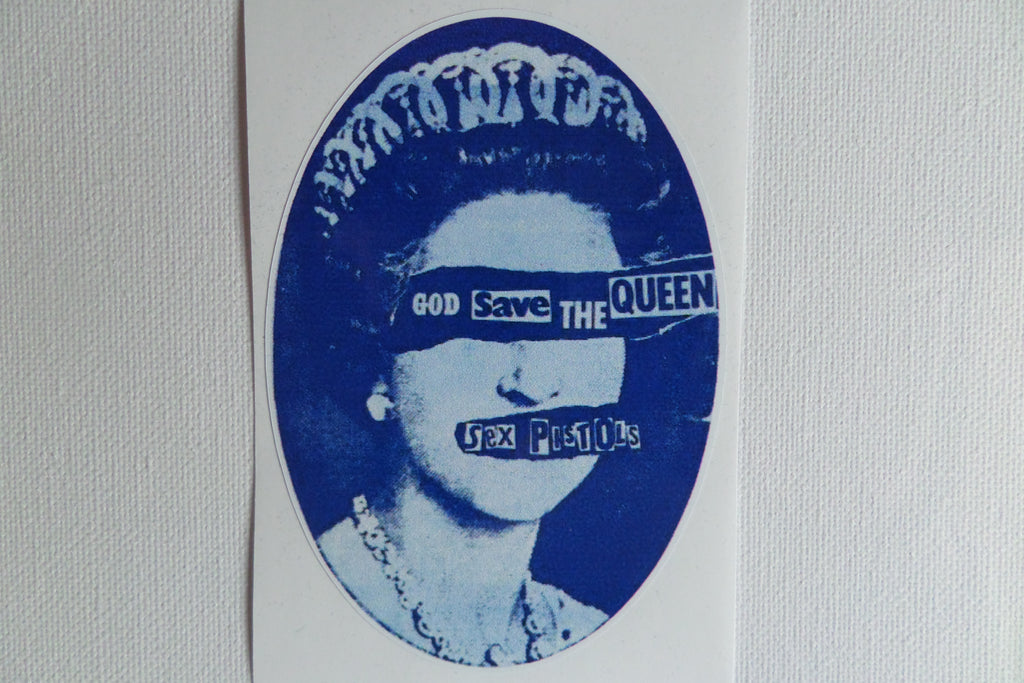 GOD save THE QUEEN
sex PISTOLS